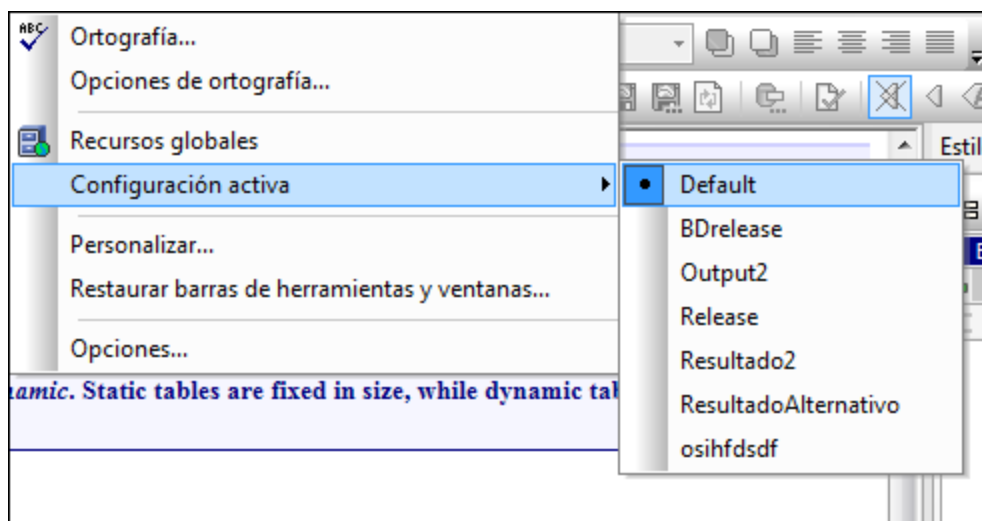 ABC
Ortografía...
Opciones de ortografía...
Recursos globales
Configuración activa
Personalizar...
Restaurar barras de herramientas y ventanas...
Opciones...
Estil
Default
BDrelease
Output2
Release
Resultado2
ResultadoAlternativo
osihfdsdf
amic. Static tables are fixed in size, while dynamic tab